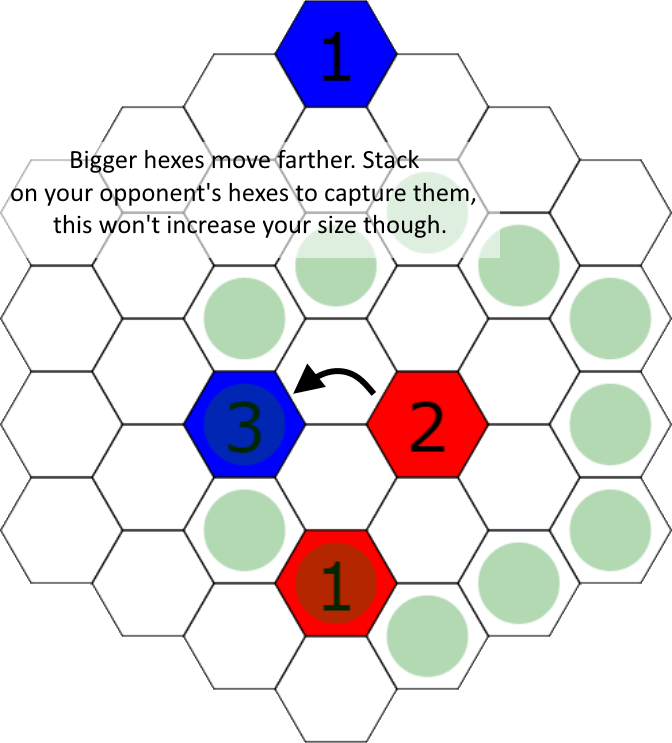 1
Bigger hexes move farther. Stack
on your opponent's hexes to capture them,
this won't increase your size though.
3
2
1